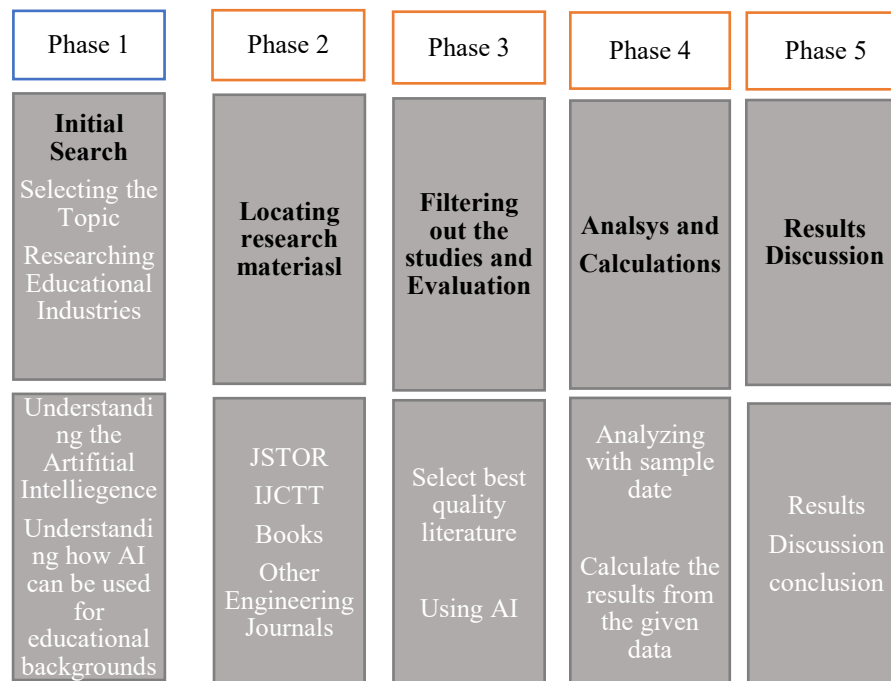 Phase 1
Phase 2
Phase 3
Phase 4
Phase 5
Initial
Search
Selecting the
Topic
Researching
Educational
Industries
Locating
research
materiasl
Filtering
out the
studies and
Evaluation
Analsys and
Calculations
Results
Discussion
Understandi
ng the
Artifitial
Intelliegence
Understandi
ng how AI
can be used
for
educational
backgrounds
JSTOR
IJCTT
Books
Other
Engineering
Journals
Select best
quality
literature
Using AI
Analyzing
with sample
date
Calculate the
results from
the given
data
Results
Discussion
conclusion